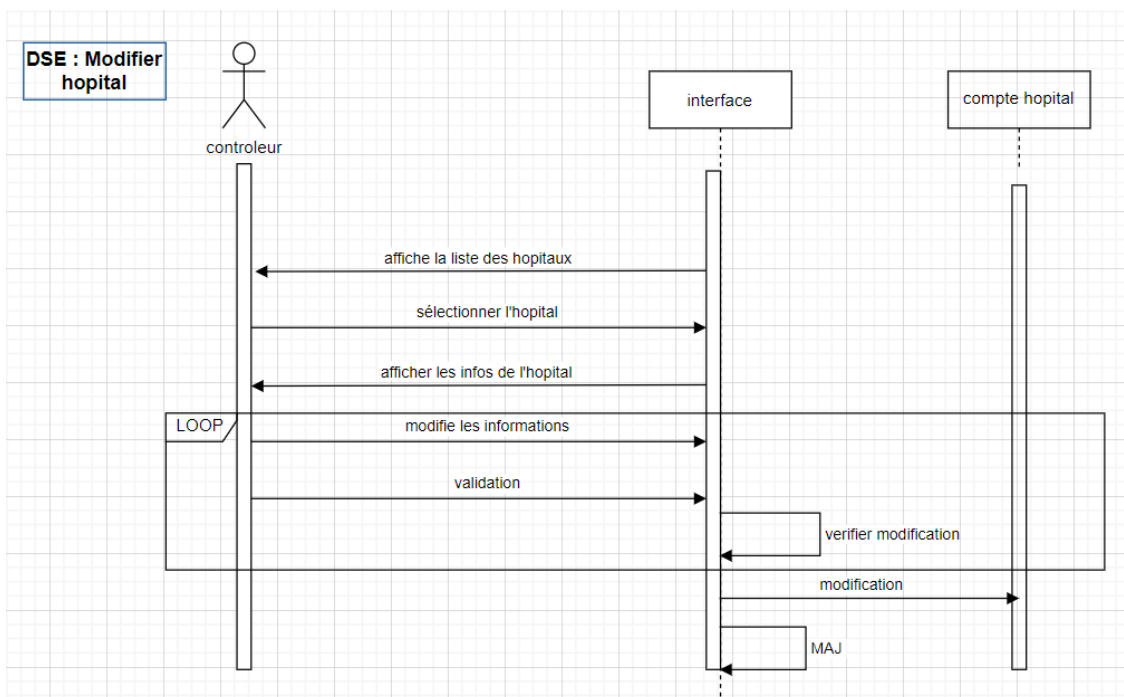 DSE : Modifier
hopital
controleur
interface
compte hopital
affiche la liste des hopitaux
sélectionner l'hopital
afficher les infos de l'hopital
LOOP
modifie les informations
validation
verifier modification
modification
MAJ